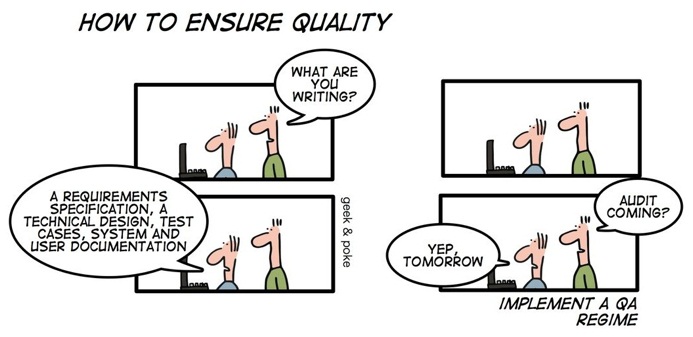 HOW TO ENSURE QUALITY
WHAT ARE
YOU
WRITING?
A REQUIREMENTS
SPECIFICATION, A
TECHNICAL DESIGN, TEST
CASES, SYSTEM AND
USER DOCUMENTATION
geek & poke
AUDIT
COMING?
YEP,
TOMORROW
IMPLEMENT A QA
REGIME